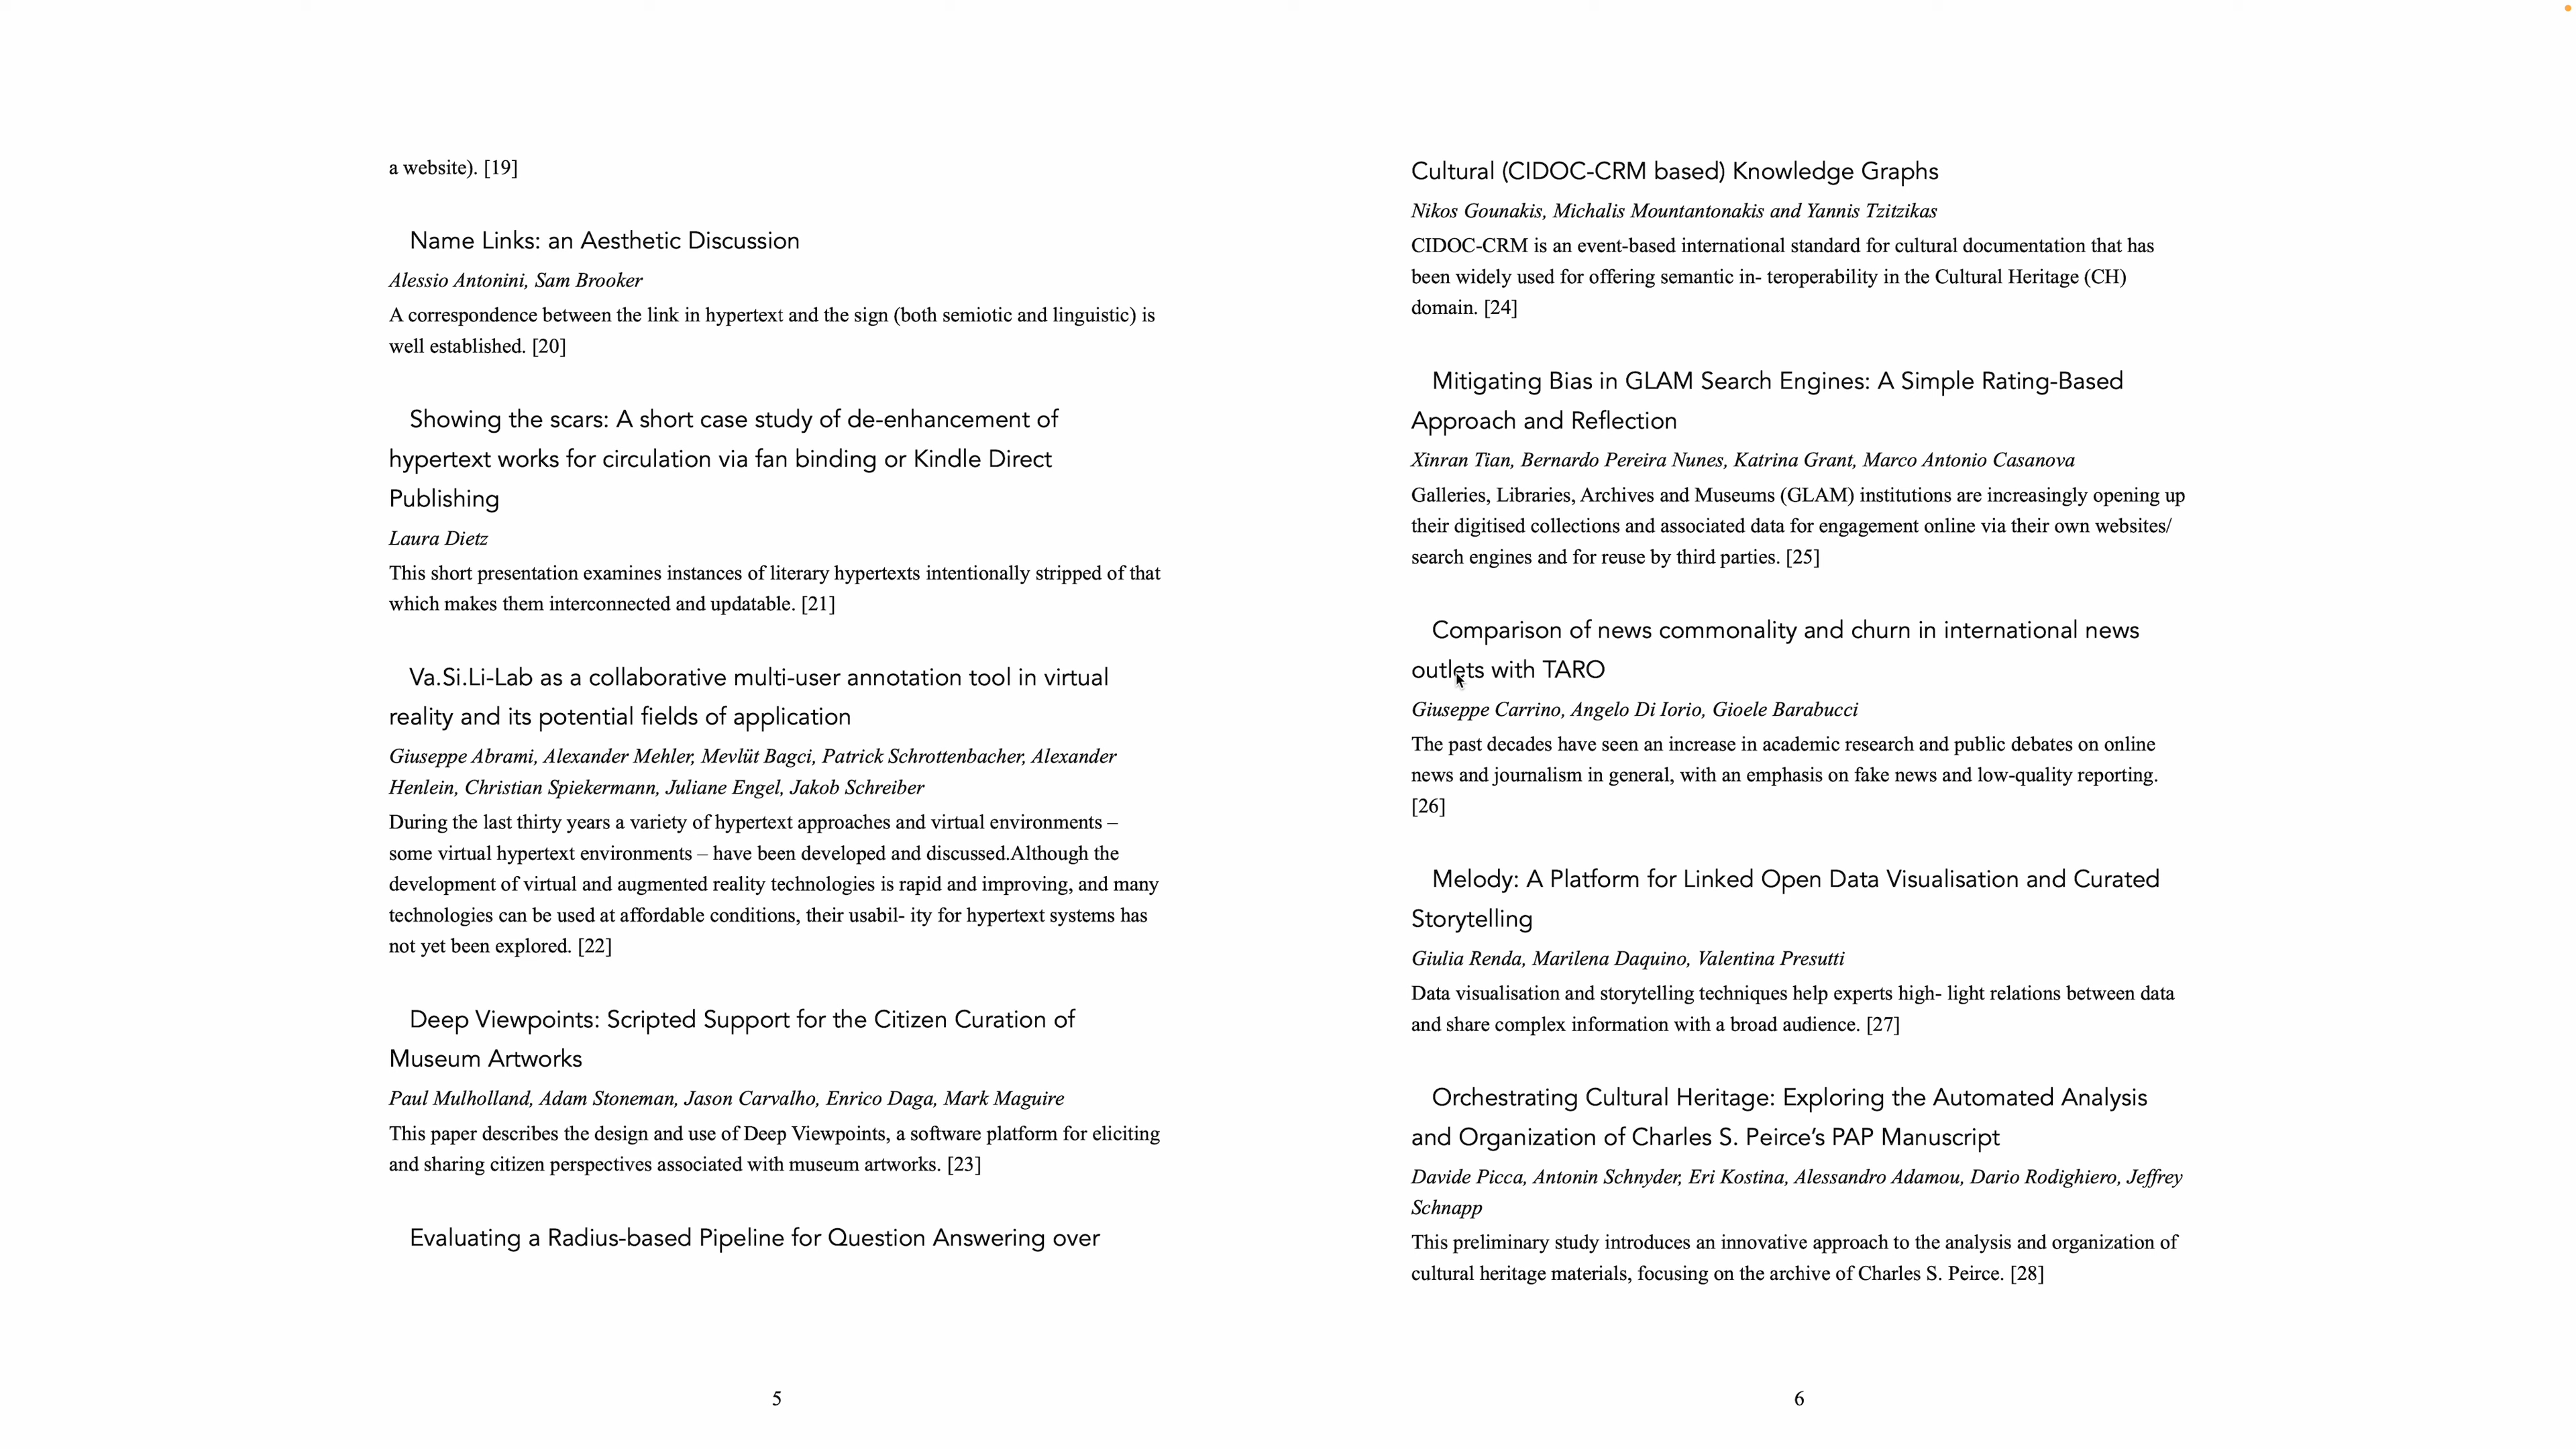 a website). [19]
Name Links: an Aesthetic Discussion
Alessio Antonini, Sam Brooker
A correspondence between the link in hypertext and the sign (both semiotic and linguistic) is
well established. [20]
Showing the scars: A short case study of de-enhancement of
hypertext works for circulation via fan binding or Kindle Direct
Publishing
Laura Dietz
This short presentation examines instances of literary hypertexts intentionally stripped of that
which makes them interconnected and updatable. [21]
Va.Si.Li-Lab as a collaborative multi-user annotation tool in virtual
reality and its potential fields of application
Giuseppe Abrami, Alexander Mehler, Mevlüt Bagci, Patrick Schrottenbacher, Alexander
Henlein, Christian Spiekermann, Juliane Engel, Jakob Schreiber
During the last thirty years a variety of hypertext approaches and virtual environments –
some virtual hypertext environments – have been developed and discussed.Although the
development of virtual and augmented reality technologies is rapid and improving, and many
technologies can be used at affordable conditions, their usabil- ity for hypertext systems has
not yet been explored. [22]
Deep Viewpoints: Scripted Support for the Citizen Curation of
Museum Artworks
Paul Mulholland, Adam Stoneman, Jason Carvalho, Enrico Daga, Mark Maguire
This paper describes the design and use of Deep Viewpoints, a software platform for eliciting
and sharing citizen perspectives associated with museum artworks. [23]
Evaluating a Radius-based Pipeline for Question Answering over
5
Cultural (CIDOC-CRM based) Knowledge Graphs
Nikos Gounakis, Michalis Mountantonakis and Yannis Tzitzikas
CIDOC-CRM is an event-based international standard for cultural documentation that has
been widely used for offering semantic in- teroperability in the Cultural Heritage (CH)
domain. [24]
Mitigating Bias in GLAM Search Engines: A Simple Rating-Based
Approach and Reflection
Xinran Tian, Bernardo Pereira Nunes, Katrina Grant, Marco Antonio Casanova
Galleries, Libraries, Archives and Museums (GLAM) institutions are increasingly opening up
their digitised collections and associated data for engagement online via their own websites/
search engines and for reuse by third parties. [25]
Comparison of news commonality and churn in international news
outlets with TARO
Giuseppe Carrino, Angelo Di Iorio, Gioele Barabucci
The past decades have seen an increase in academic research and public debates on online
news and journalism in general, with an emphasis on fake news and low-quality reporting.
[26]
Melody: A Platform for Linked Open Data Visualisation and Curated
Storytelling
Giulia Renda, Marilena Daquino, Valentina Presutti
Data visualisation and storytelling techniques help experts high- light relations between data
and share complex information with a broad audience. [27]
Orchestrating Cultural Heritage: Exploring the Automated Analysis
and Organization of Charles S. Peirce’s PAP Manuscript
Davide Picca, Antonin Schnyder, Eri Kostina, Alessandro Adamou, Dario Rodighiero, Jeffrey
Schnapp
This preliminary study introduces an innovative approach to the analysis and organization of
cultural heritage materials, focusing on the archive of Charles S. Peirce. [28]
6